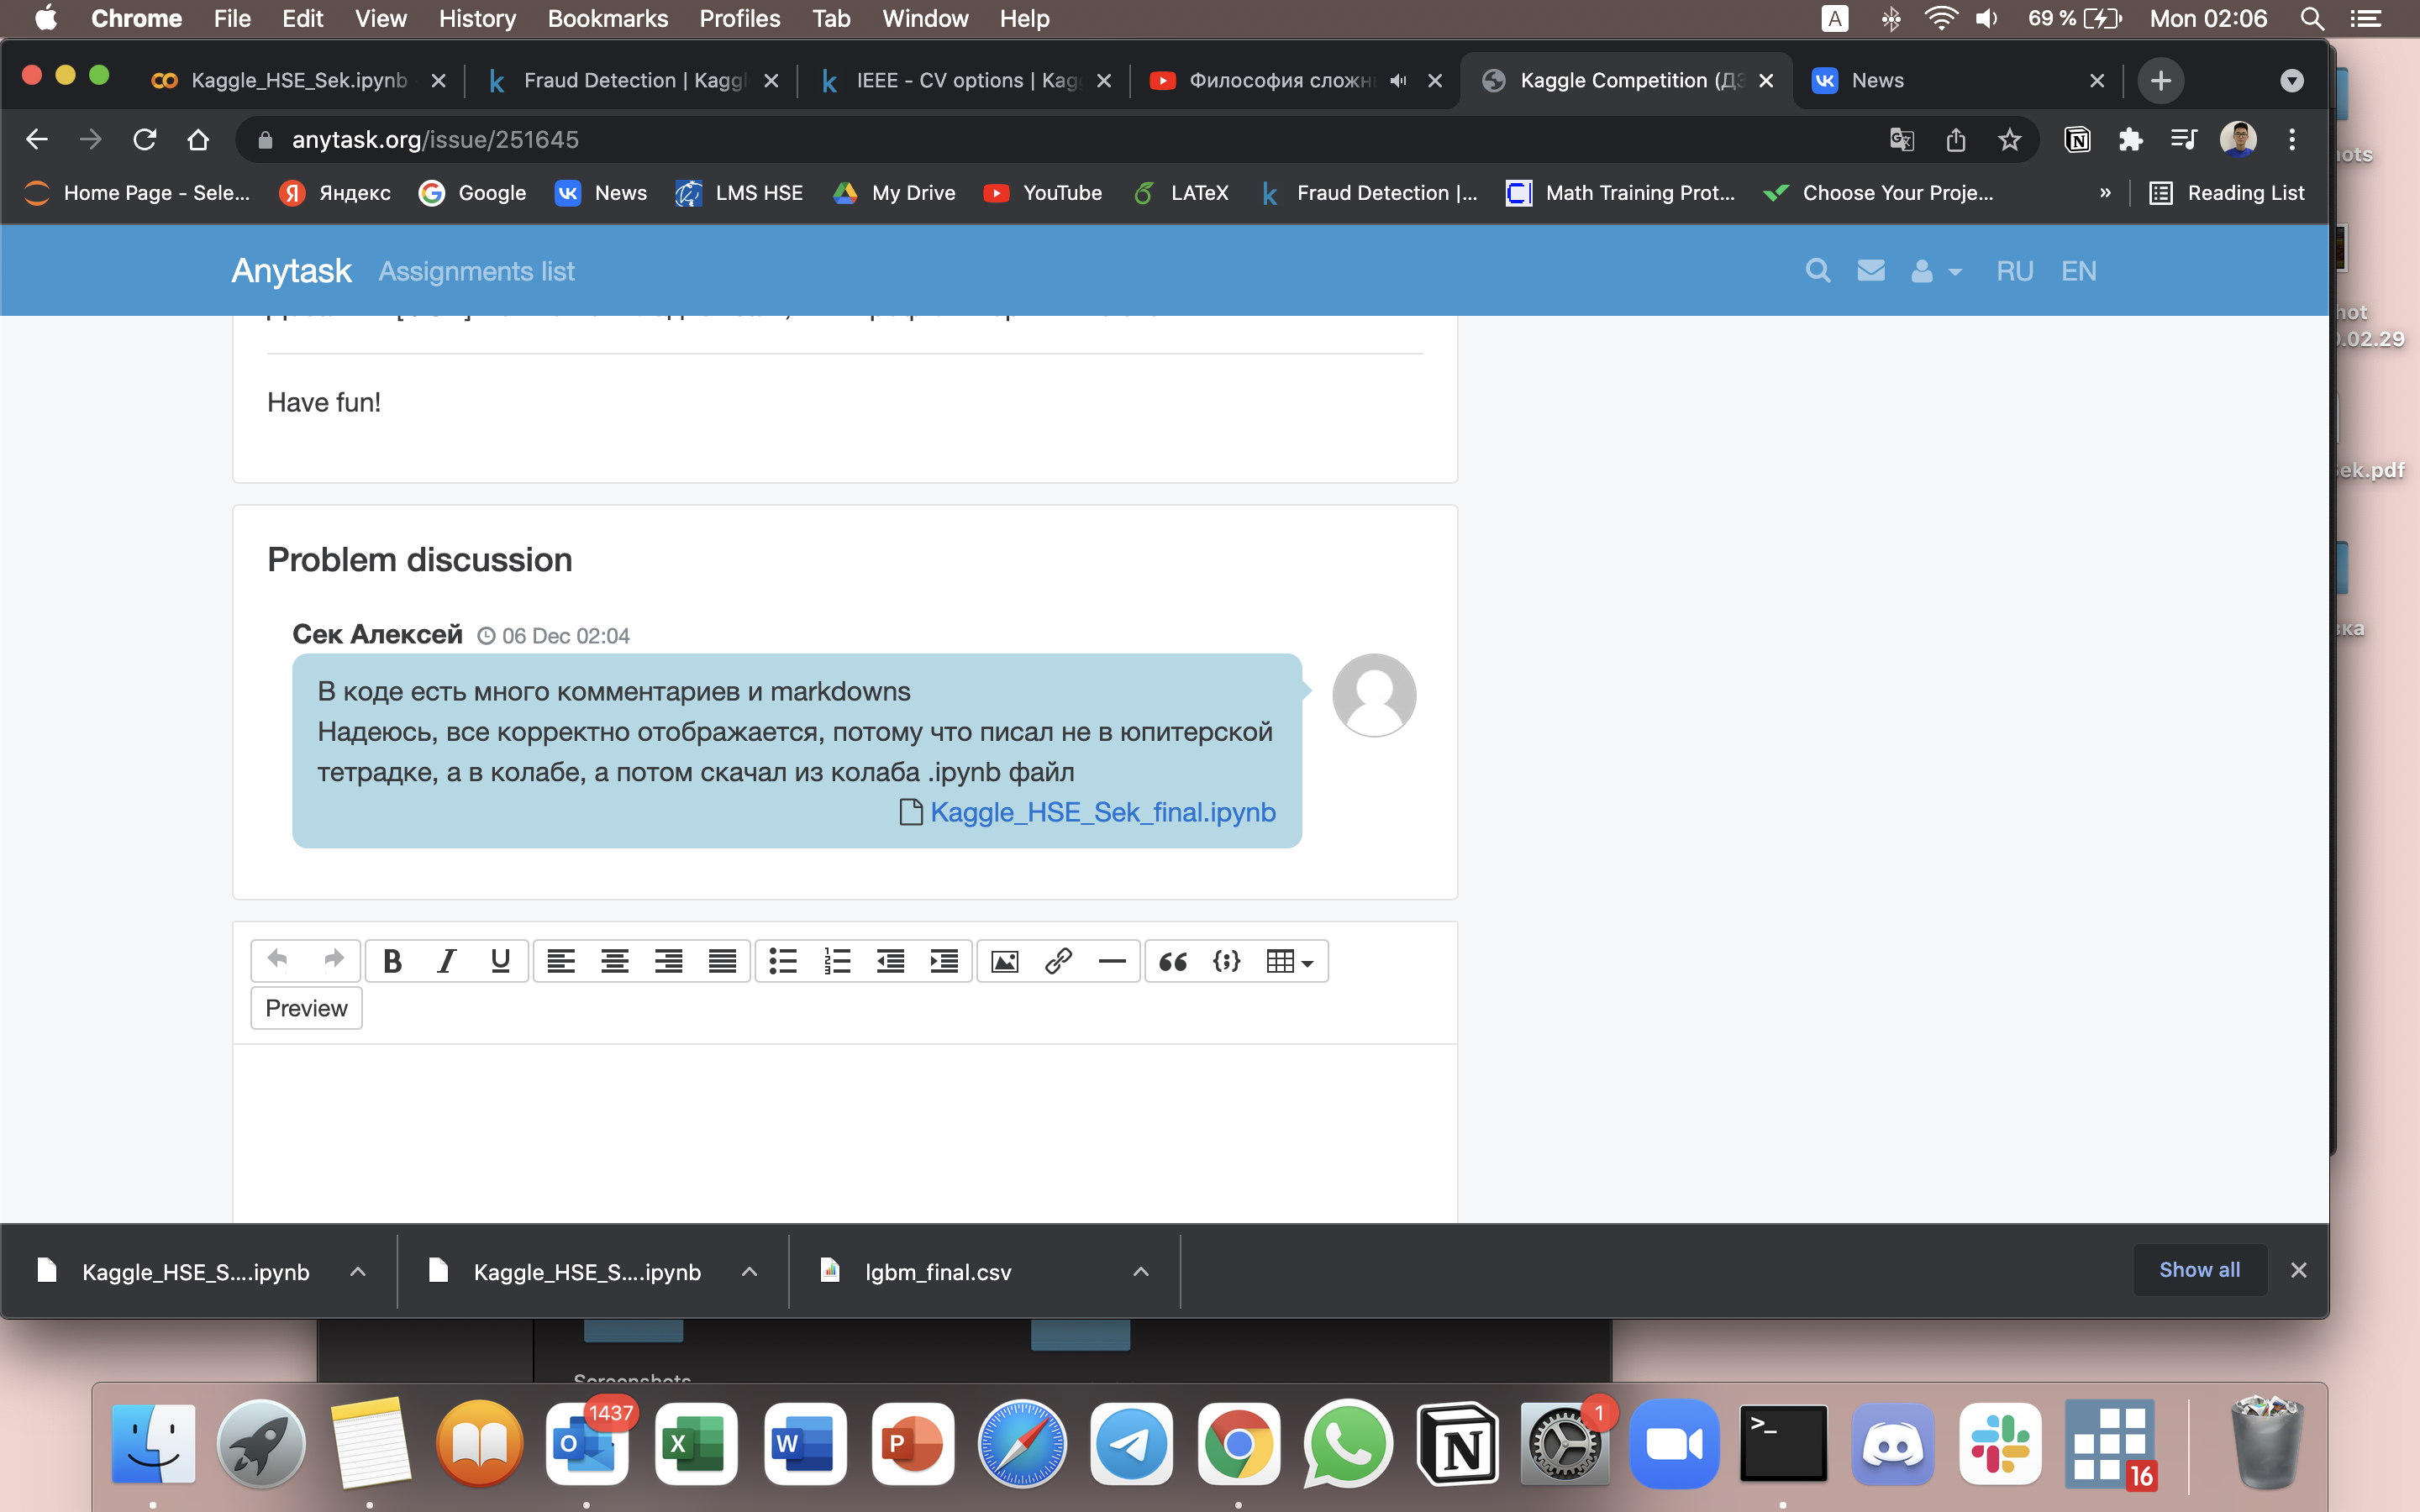 Chrome File Edit View History Bookmarks Profiles Tab Window Help A 69 % Mon 02:06
Kaggle_HSE_Sek.ipynb Fraud Detection | Kaggl IEEE - CV options | Kag Философия сложн Kaggle Competition (ДЗ News
anytask.org/issue/251645
Home Page - Sele... Яндекс Google News LMS HSE My Drive YouTube LATeX Fraud Detection |... Math Training Prot... Choose Your Proje... » Reading List
Anytask Assignments list RU EN
Have fun!
Problem discussion
Сек Алексей 06 Dec 02:04
В коде есть много комментариев и markdowns
Надеюсь, все корректно отображается, потому что писал не в юпитерской
тетрадке, а в колабе, а потом скачал из колаба .ipynb файл
Kaggle_HSE_Sek_final.ipynb
B I U
Preview
Kaggle_HSE_S....ipynb Kaggle_HSE_S....ipynb lgbm_final.csv Show all
Screenshots
1437 1 16
ots
hot
.02.29
ek.pdf
вка